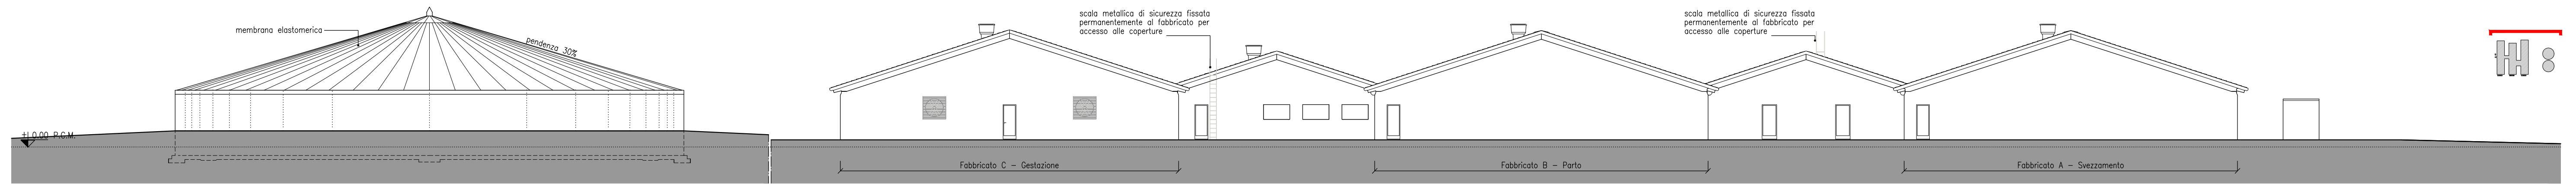 membrana elastomerica
pendenza 30%
scala metallica di sicurezza fissata
permanentemente al fabbricato per
accesso alle coperture
scala metallica di sicurezza fissata
permanentemente al fabbricato per
accesso alle coperture
±0.00 P.C.M.
Fabbricato C - Gestazione
Fabbricato B - Parto
Fabbricato A - Svezzamento